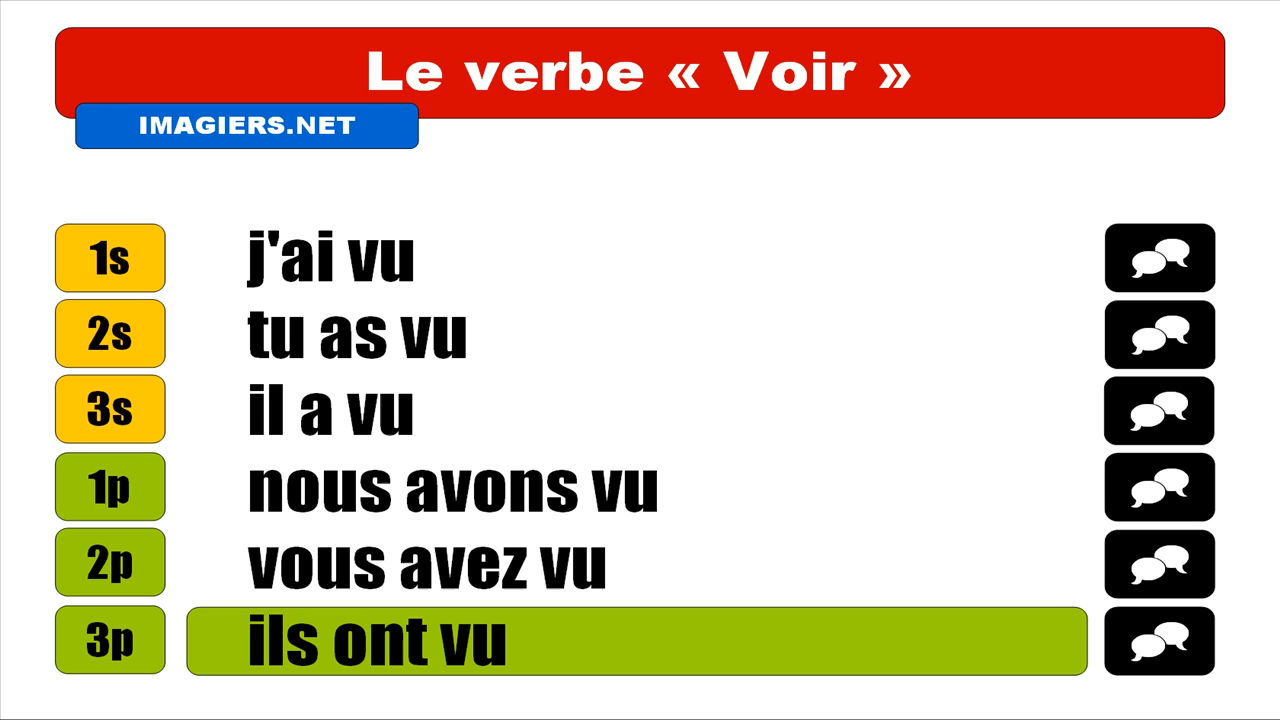 Le verbe « Voir »
IMAGIERS.NET
1s j'ai vu
2s tu as vu
3s il a vu
1p nous avons vu
2p vous avez vu
3p ils ont vu